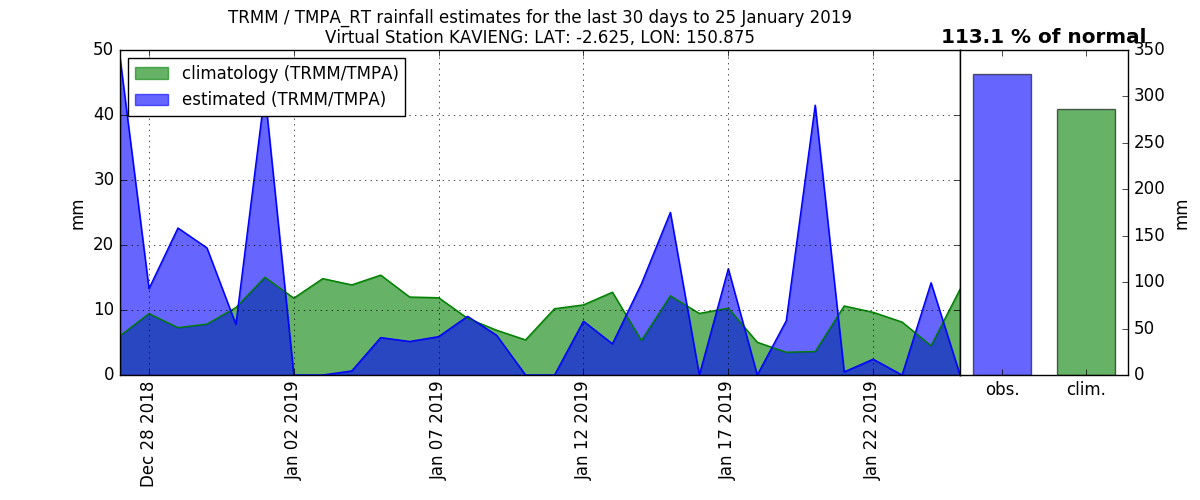 TRMM / TMPA_RT rainfall estimates for the last 30 days to 25 January 2019
Virtual Station KAVIENG: LAT: -2.625, LON: 150.875
113.1 % of normal
climatology (TRMM/TMPA)
estimated (TRMM/TMPA)
50
40
30
20
10
0
mm
Dec 28 2018
Jan 02 2019
Jan 07 2019
Jan 12 2019
Jan 17 2019
Jan 22 2019
350
300
250
200
150
100
50
0
mm
obs.
clim.